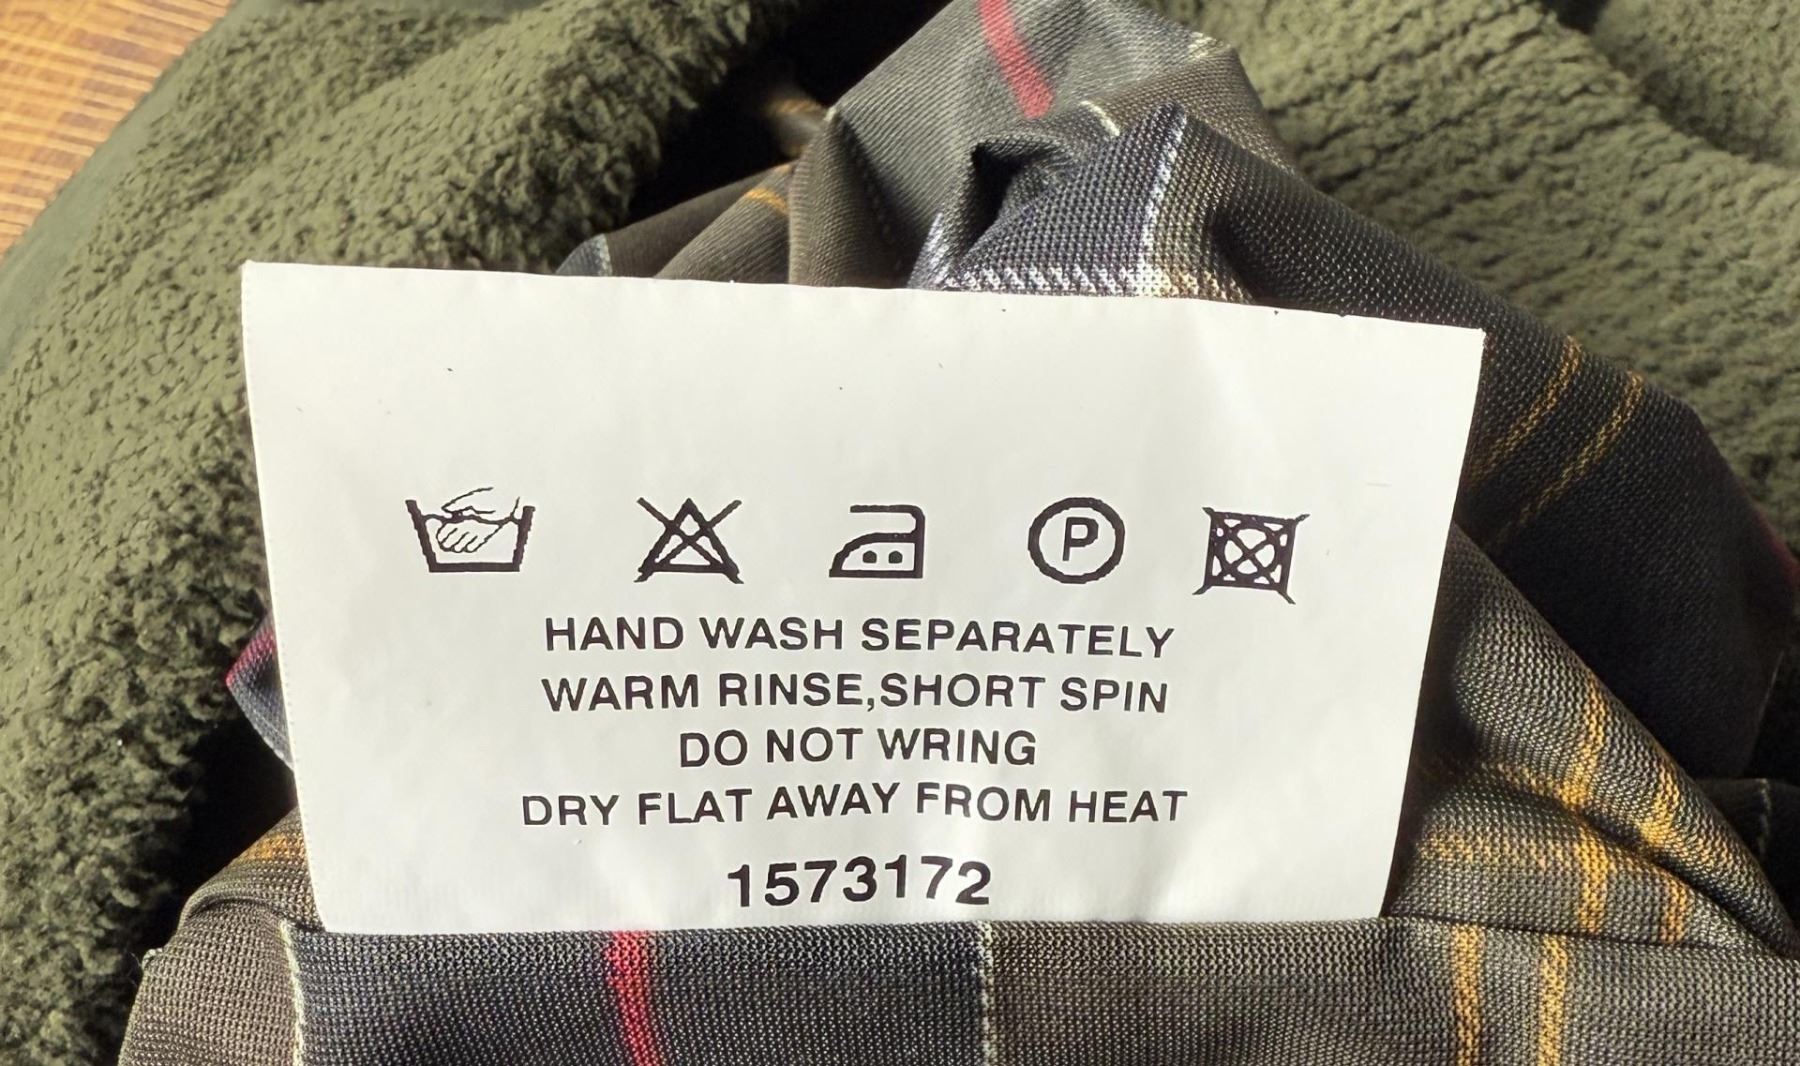 P
HAND WASH SEPARATELY
WARM RINSE,SHORT SPIN
DO NOT WRING
DRY FLAT AWAY FROM HEAT
1573172